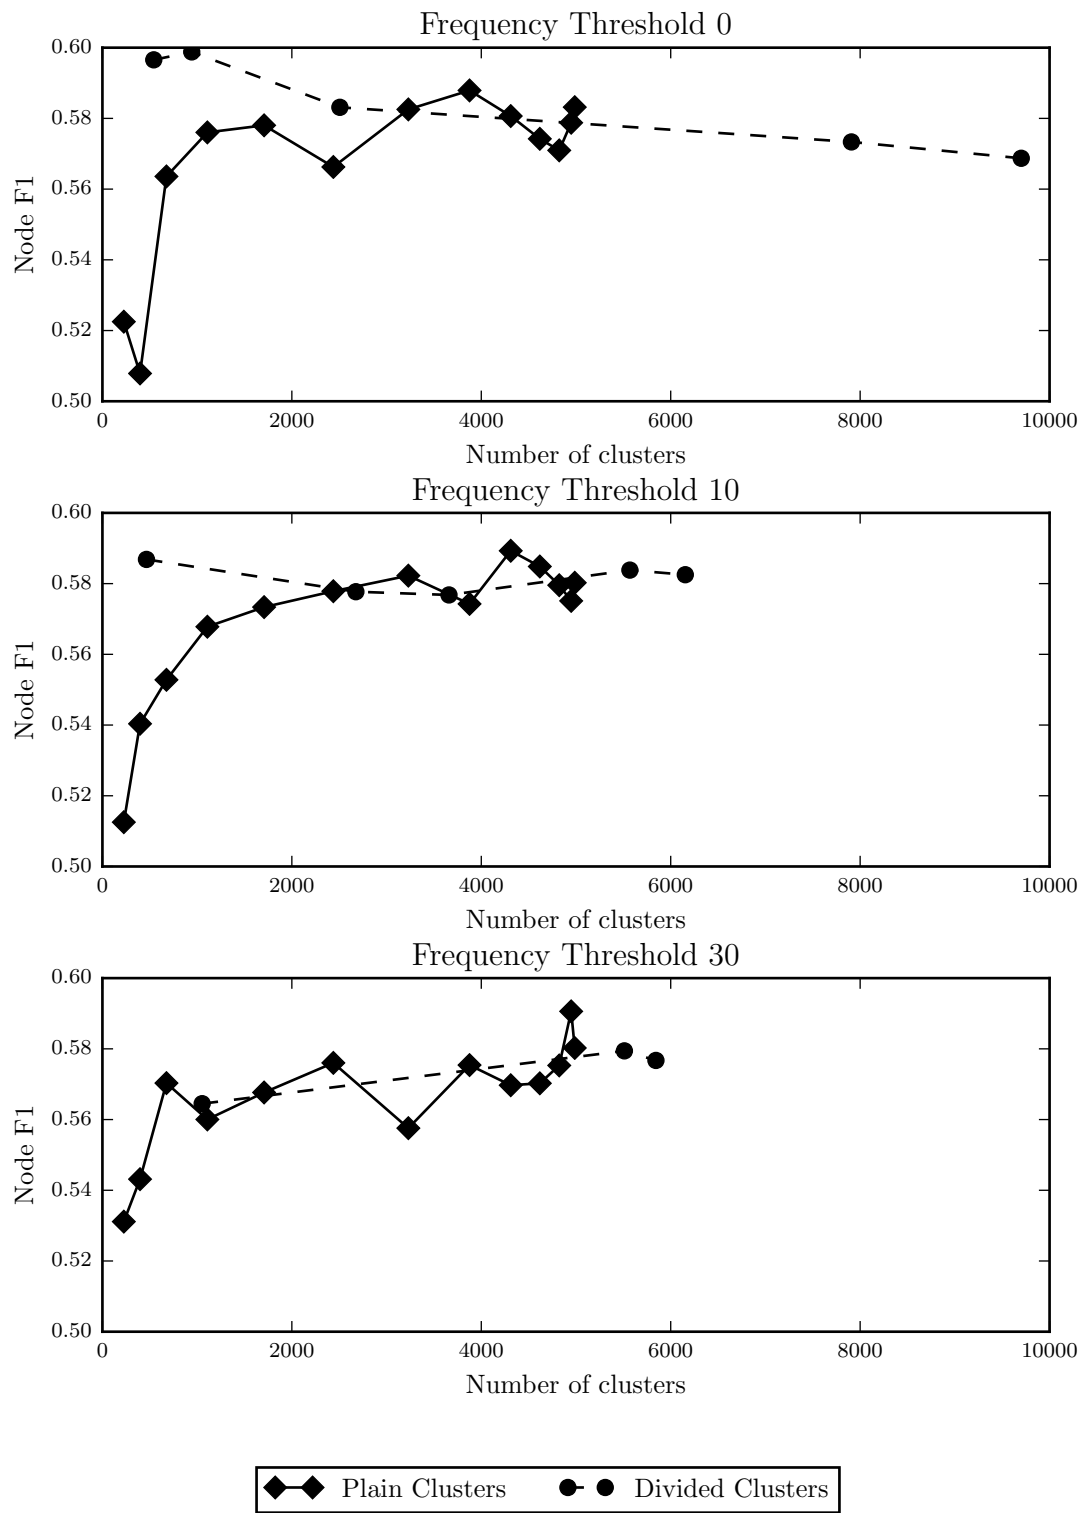 Frequency Threshold 0
0.60
0.58
0.56
0.54
0.52
0.50
Node F1
0 2000 4000 6000 8000 10000
Number of clusters
Frequency Threshold 10
0.60
0.58
0.56
0.54
0.52
0.50
Node F1
0 2000 4000 6000 8000 10000
Number of clusters
Frequency Threshold 30
0.60
0.58
0.56
0.54
0.52
0.50
Node F1
0 2000 4000 6000 8000 10000
Number of clusters
Plain Clusters Divided Clusters